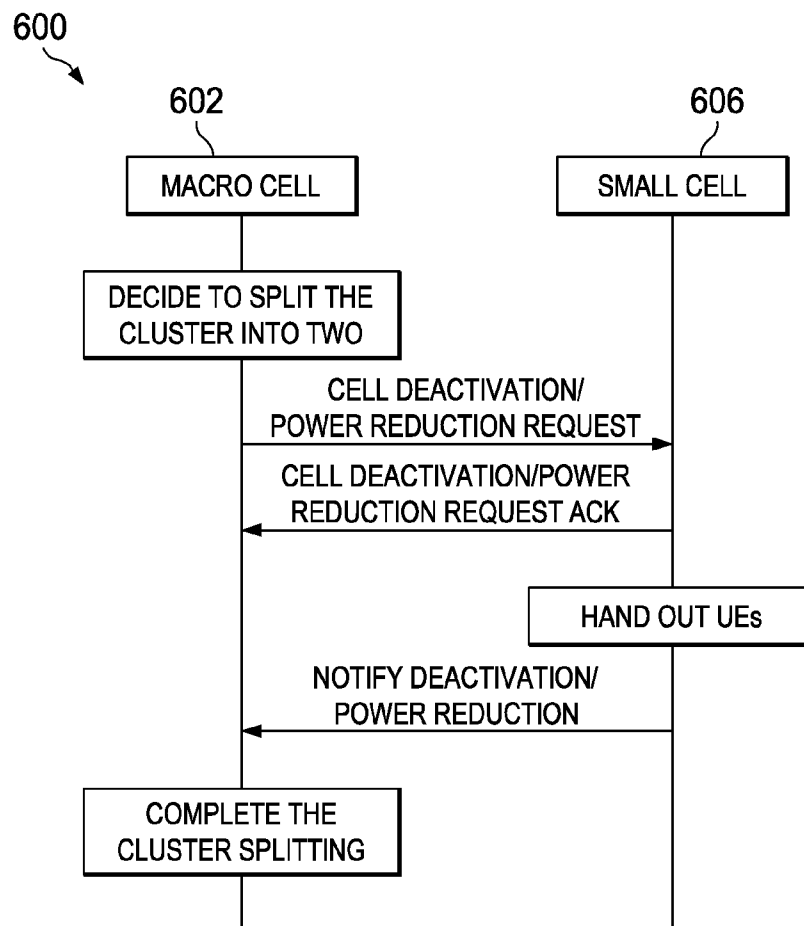 600
602
606
MACRO CELL
SMALL CELL
DECIDE TO SPLIT THE
CLUSTER INTO TWO
CELL DEACTIVATION/
POWER REDUCTION REQUEST
CELL DEACTIVATION/POWER
REDUCTION REQUEST ACK
HAND OUT UEs
NOTIFY DEACTIVATION/
POWER REDUCTION
COMPLETE THE
CLUSTER SPLITTING